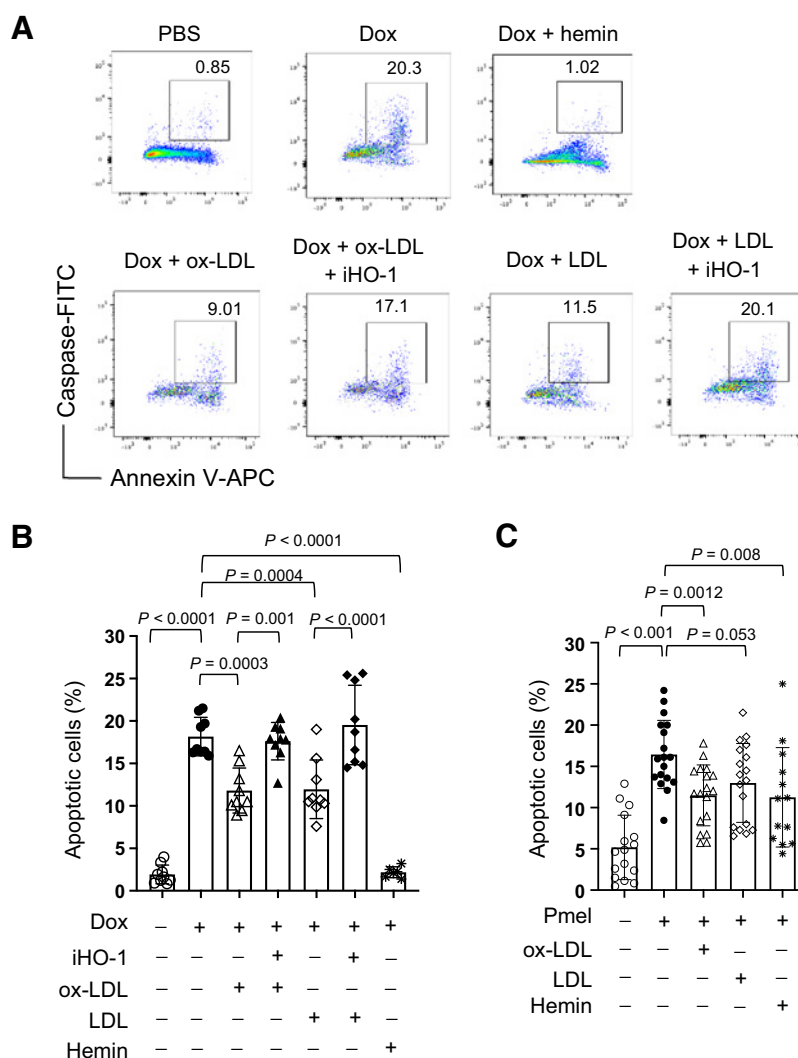 A
PBS
Dox
Dox + hemin
0.85
20.3
1.02
Dox + ox-LDL
Dox + ox-LDL
+ iHO-1
Dox + LDL
Dox + LDL
+ iHO-1
9.01
17.1
11.5
20.1
Caspase-FITC
Annexin V-APC
B
P < 0.0001
P = 0.0004
P < 0.0001
P = 0.001
P < 0.0001
P = 0.0003
Apoptotic cells (%)
30
25
20
15
10
5
0
Dox – + + + + + +
iHO-1 – – – + – + –
ox-LDL – – + + – – –
LDL – – – – + + –
Hemin – – – – – – +
C
P = 0.008
P = 0.0012
P < 0.001
P = 0.053
Apoptotic cells (%)
30
25
20
15
10
5
0
Pmel – + + + +
ox-LDL – – + – –
LDL – – – + –
Hemin – – – – +